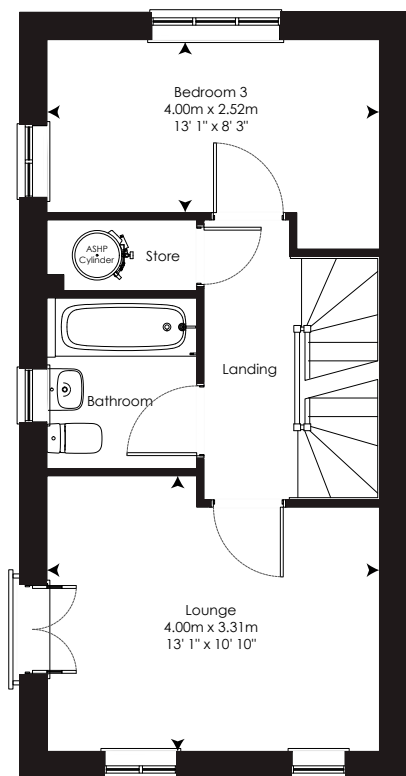 Bedroom 3
4.00m x 2.52m
13' 1" x 8' 3"
ASHP
Cylinder
Store
Landing
Bathroom
Lounge
4.00m x 3.31m
13' 1" x 10' 10"